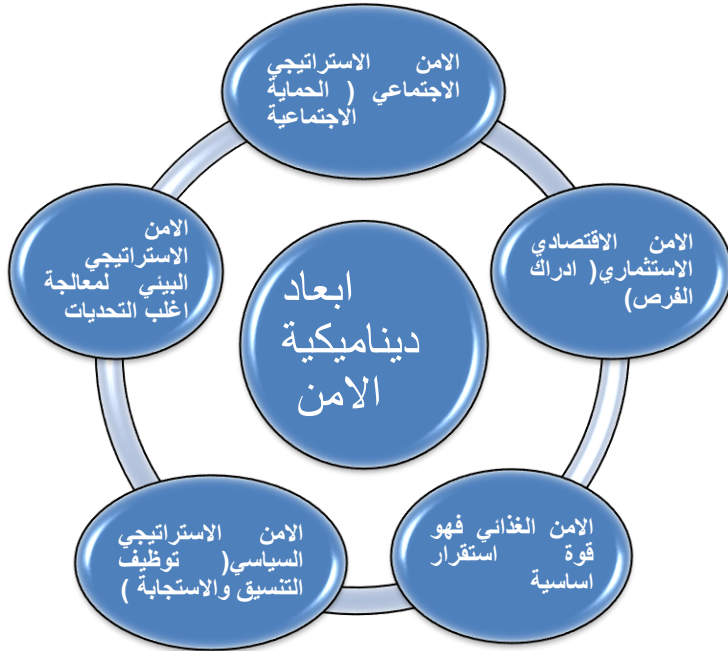 الامن الاستراتيجي
الاجتماعي ( الحماية
الاجتماعية
الامن الاقتصادي
الاستثماري( ادراك
الفرص)
الامن
الاستراتيجي
البيئي لمعالجة
اغلب التحديات
ابعاد
ديناميكية
الامن
الامن الغذائي فهو
قوة استقرار
اساسية
الامن الاستراتيجي
السياسي( توظيف
التنسيق والاستجابة )